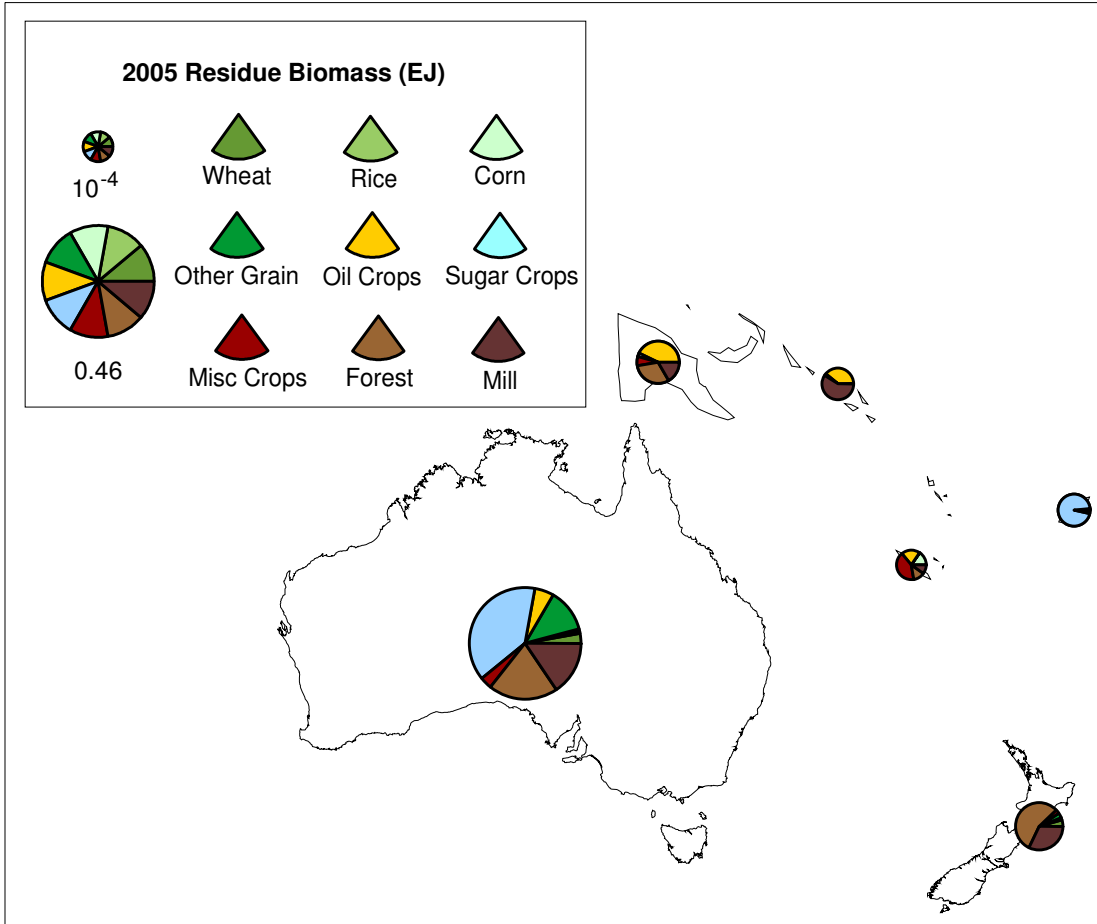 2005 Residue Biomass (EJ)
10-4
Wheat
Rice
Corn
Other Grain
Oil Crops
Sugar Crops
0.46
Misc Crops
Forest
Mill